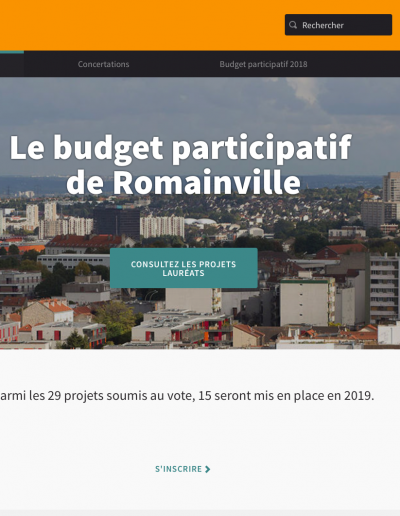 Rechercher
Concertations Budget participatif 2018
Le budget participatif
de Romainville
CONSULTEZ LES PROJETS
LAURÉATS
armi les 29 projets soumis au vote, 15 seront mis en place en 2019.
S'INSCRIRE